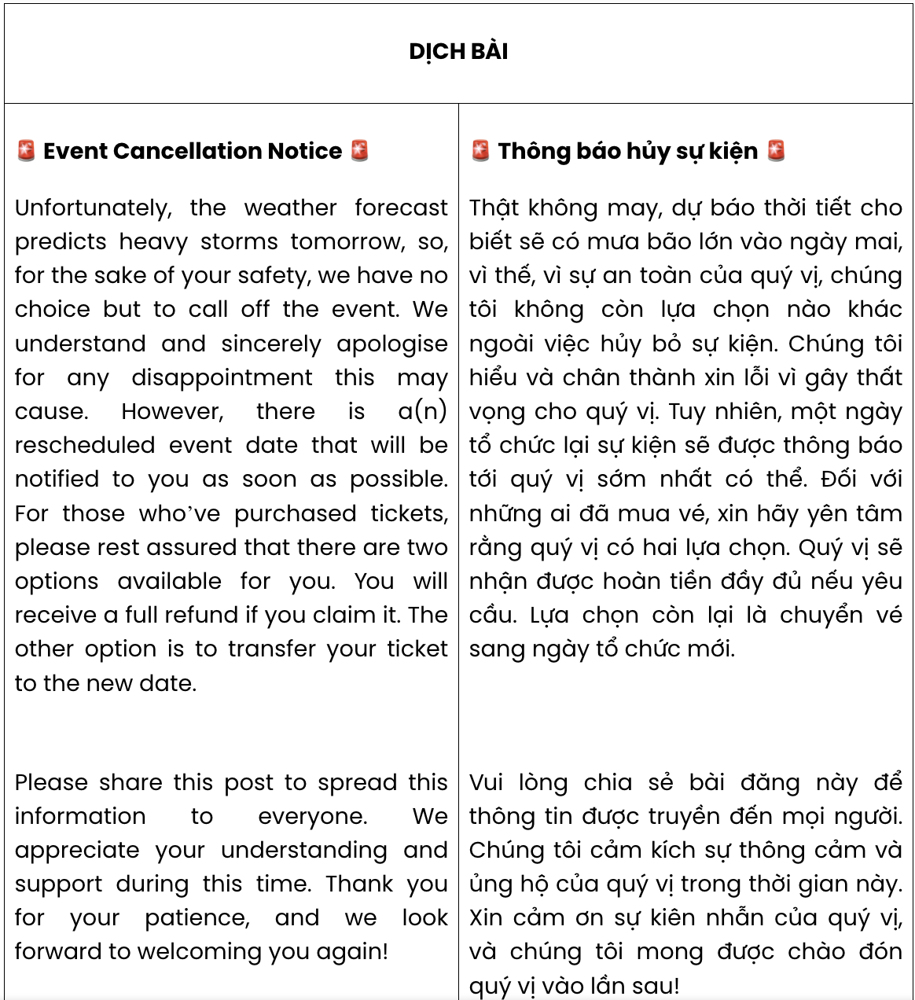 DỊCH BÀI
🚨 Event Cancellation Notice 🚨
Unfortunately, the weather forecast
predicts heavy storms tomorrow, so,
for the sake of your safety, we have no
choice but to call off the event. We
understand and sincerely apologise
for any disappointment this may
cause. However, there is a(n)
rescheduled event date that will be
notified to you as soon as possible.
For those who’ve purchased tickets,
please rest assured that there are two
options available for you. You will
receive a full refund if you claim it. The
other option is to transfer your ticket
to the new date.
Please share this post to spread this
information to everyone. We
appreciate your understanding and
support during this time. Thank you
for your patience, and we look
forward to welcoming you again!
🚨 Thông báo hủy sự kiện 🚨
Thật không may, dự báo thời tiết cho
biết sẽ có mưa bão lớn vào ngày mai,
vì thế, vì sự an toàn của quý vị, chúng
tôi không còn lựa chọn nào khác
ngoài việc hủy bỏ sự kiện. Chúng tôi
hiểu và chân thành xin lỗi vì gây thất
vọng cho quý vị. Tuy nhiên, một ngày
tổ chức lại sự kiện sẽ được thông báo
tới quý vị sớm nhất có thể. Đối với
những ai đã mua vé, xin hãy yên tâm
rằng quý vị có hai lựa chọn. Quý vị sẽ
nhận được hoàn tiền đầy đủ nếu yêu
cầu. Lựa chọn còn lại là chuyển vé
sang ngày tổ chức mới.
Vui lòng chia sẻ bài đăng này để
thông tin được truyền đến mọi người.
Chúng tôi cảm kích sự thông cảm và
ủng hộ của quý vị trong thời gian này.
Xin cảm ơn sự kiên nhẫn của quý vị,
và chúng tôi mong được chào đón
quý vị vào lần sau!